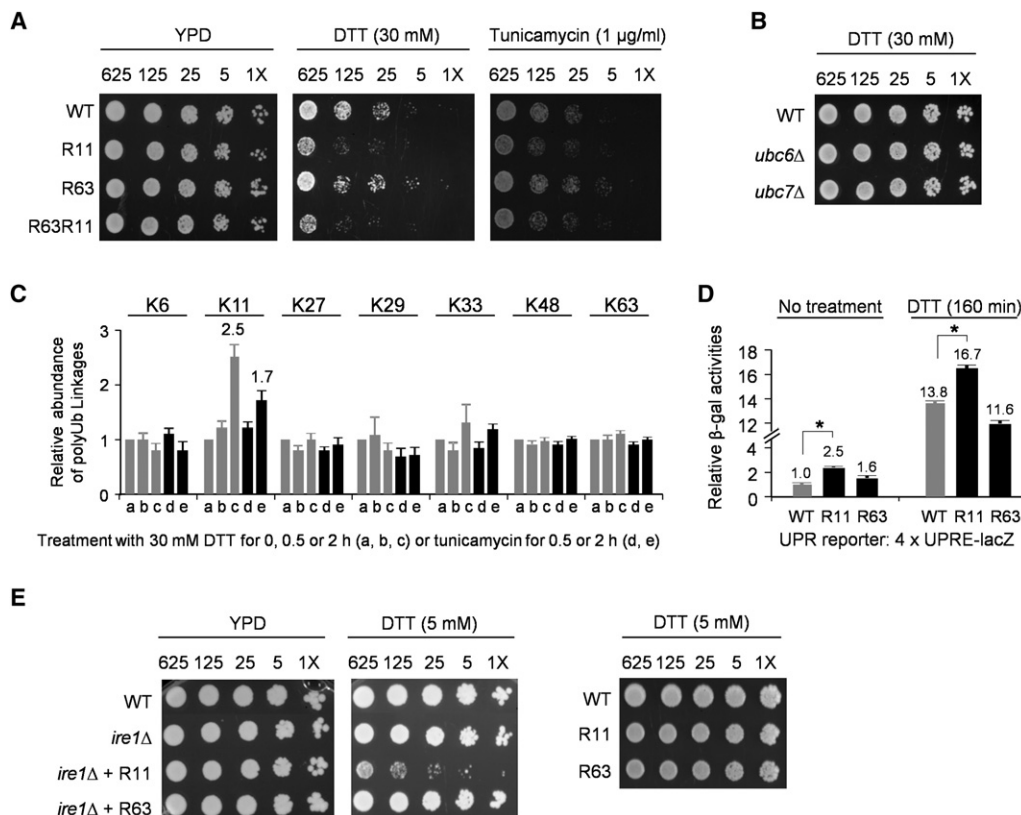 A
YPD
DTT (30 mM)
Tunicamycin (1 μg/ml)
625 125 25 5 1X
625 125 25 5 1X
625 125 25 5 1X
WT
R11
R63
R63R11
B
DTT (30 mM)
625 125 25 5 1X
WT
ubc6Δ
ubc7Δ
C
K6 K11 K27 K29 K33 K48 K63
Relative abundance
of polyUb Linkages
3
2
1
0
2.5
1.7
a b c d e a b c d e a b c d e a b c d e a b c d e a b c d e a b c d e
Treatment with 30 mM DTT for 0, 0.5 or 2 h (a, b, c) or tunicamycin for 0.5 or 2 h (d, e)
D
No treatment
DTT (160 min)
Relative β-gal activities
18
16
14
12
4
2
0
1.0
*
2.5
1.6
13.8
*
16.7
11.6
WT R11 R63
WT R11 R63
UPR reporter: 4 x UPRE-lacZ
E
YPD
DTT (5 mM)
625 125 25 5 1X
625 125 25 5 1X
WT
ire1Δ
ire1Δ + R11
ire1Δ + R63
DTT (5 mM)
625 125 25 5 1X
WT
R11
R63